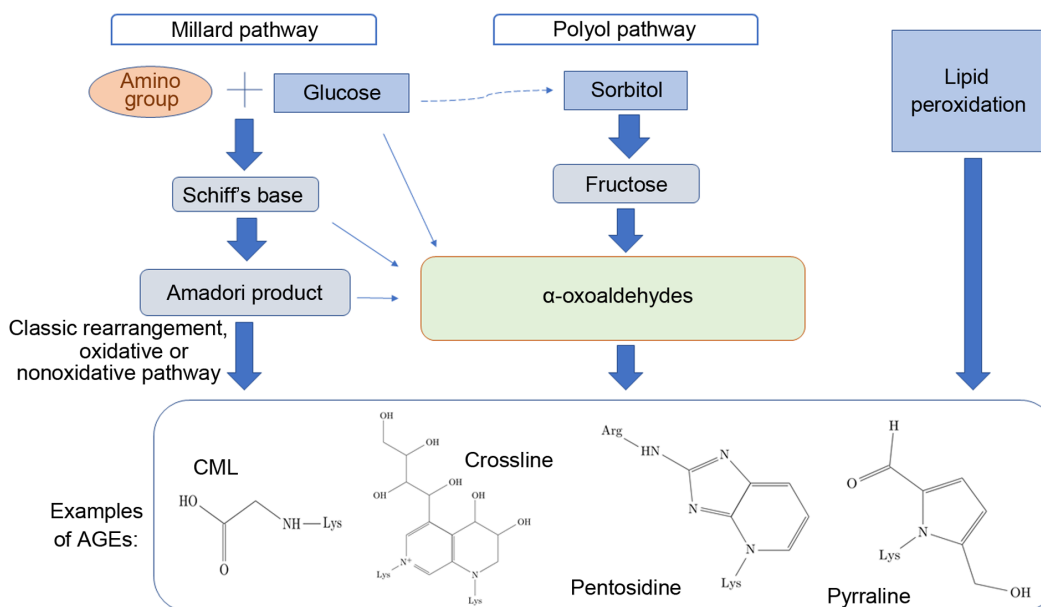 Millard pathway
Polyol pathway
Amino
group
Glucose
Sorbitol
Lipid
peroxidation
Schiff's base
Fructose
Amadori product
α-oxoaldehydes
Classic rearrangement,
oxidative or
nonoxidative pathway
Examples
of AGEs:
CML
HO
O
NH
Lys
Crossline
OH
OH
OH
OH
OH
OH
OH
N+
Lys
N
Lys
Pentosidine
Arg
HN
N
N
N
Lys
Pyrraline
H
O
N
Lys
OH